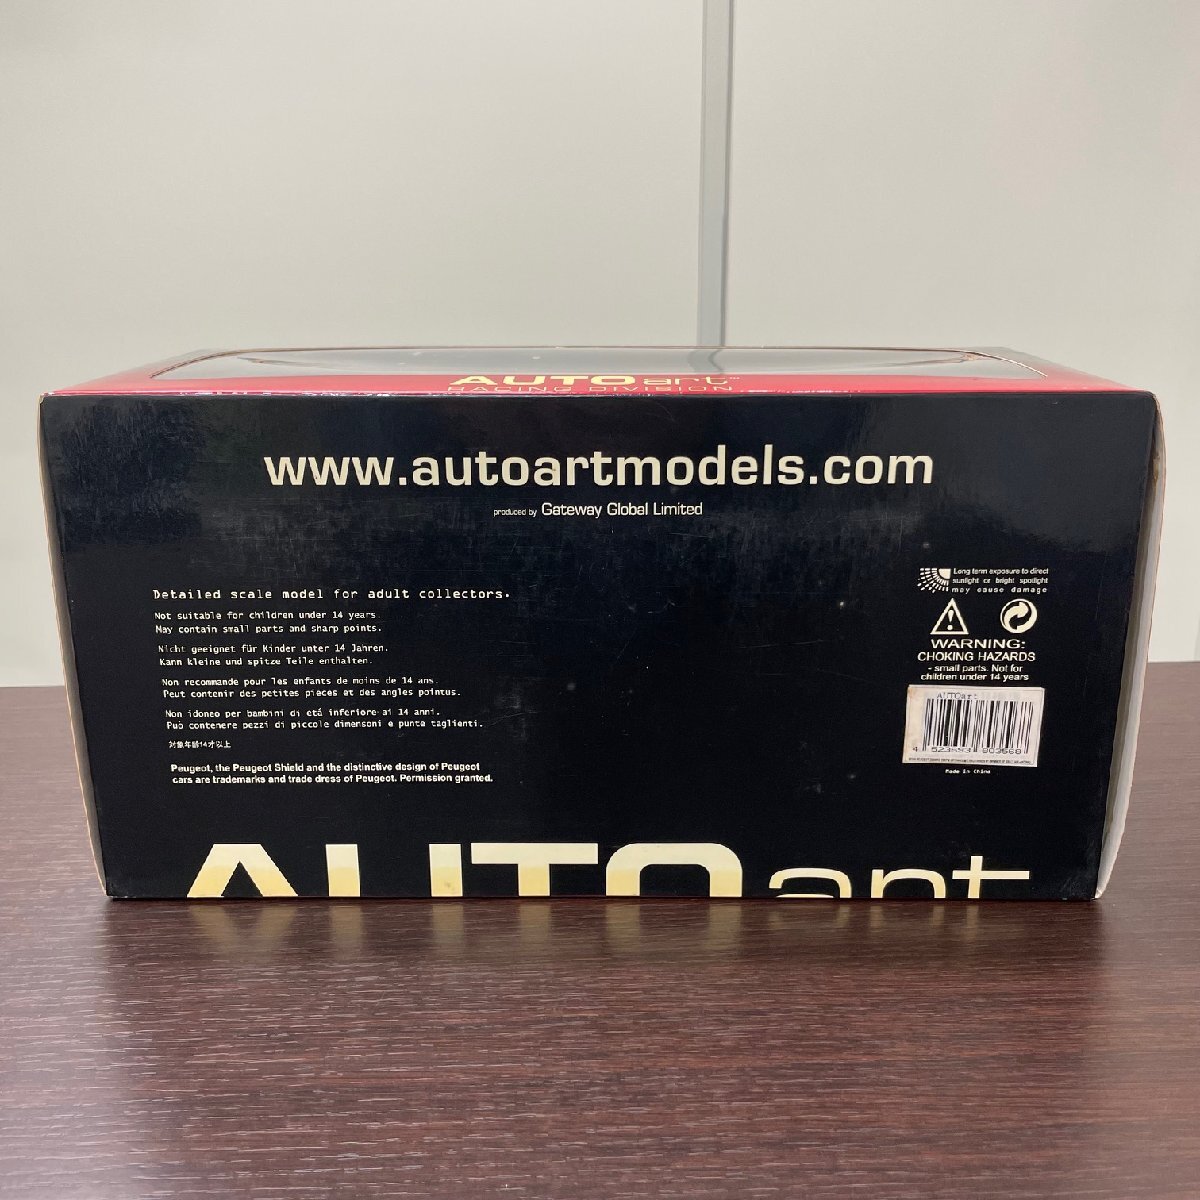 AUTOart™
RACING DIVISION
www.autoartmodels.com
produced by Gateway Global Limited
Detailed scale model for adult collectors.
Not suitable for children under 14 years.
May contain small parts and sharp points.
Nicht geeignet für Kinder unter 14 Jahren.
Kann kleine und spitze Teile enthalten.
Non recommande pour les enfants de moins de 14 ans.
Peut contenir des petites pieces et des angles pointus.
Non idoneo per bambini di etá inferiore ai 14 anni.
Può contenere pezzi di piccole dimensoni e punte taglienti.
対象年齢14才以上
Peugeot, the Peugeot Shield and the distinctive design of Peugeot
cars are trademarks and trade dress of Peugeot. Permission granted.
Long term exposure to direct
sunlight or bright spotlight
may cause damage
WARNING:
CHOKING HAZARDS
- small parts. Not for
children under 14 years
AUTOart
Made in China
AUTOart